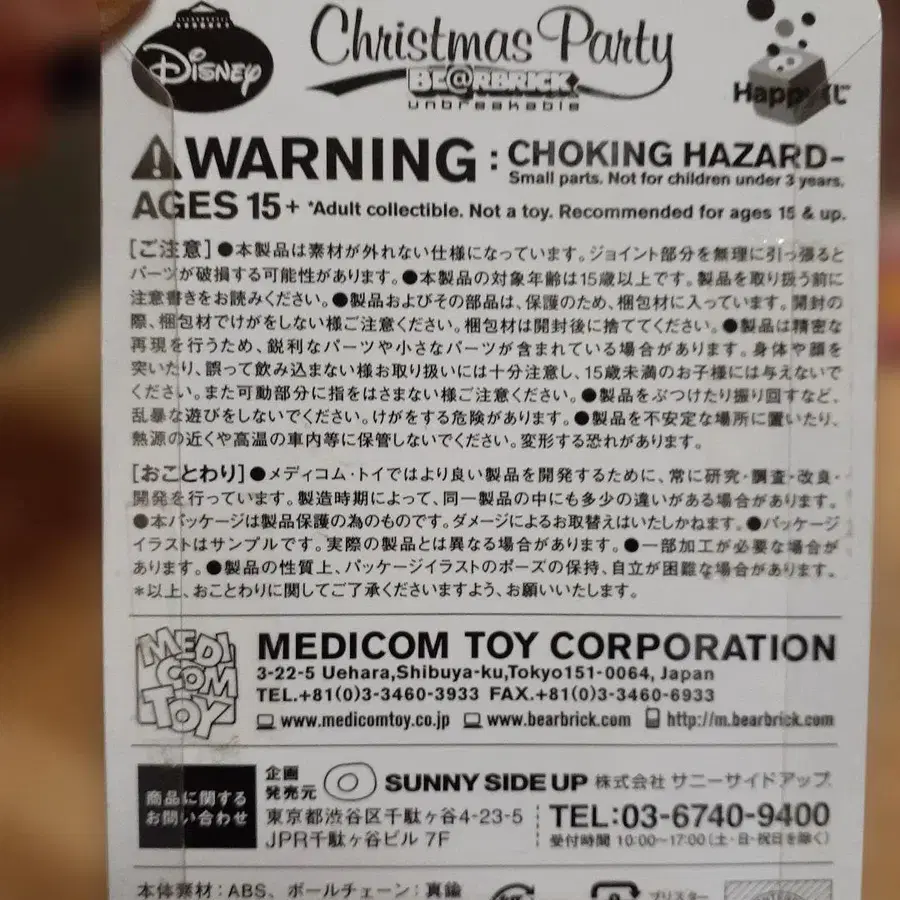 Disney
Christmas Party
BE@RBRICK
unbreakable
Happyくじ
WARNING : CHOKING HAZARD–
Small parts. Not for children under 3 years.
AGES 15+ *Adult collectible. Not a toy. Recommended for ages 15 & up.
[ご注意] ●本製品は素材が外れない仕様になっています。ジョイント部分を無理に引っ張ると
パーツが破損する可能性があります。●本製品の対象年齢は15歳以上です。製品を取り扱う前に
注意書きをお読みください。●製品およびその部品は、保護のため、梱包材に入っています。開封の
際、梱包材でけがをしない様ご注意ください。梱包材は開封後に捨ててください。●製品は精密な
再現を行うため、鋭利なパーツや小さなパーツが含まれている場合があります。身体や顔を
突いたり、誤って飲み込まない様お取り扱いには十分注意し、15歳未満のお子様には与えないで
ください。また可動部分に指をはさまない様ご注意ください。●製品をぶつけたり振り回すなど、
乱暴な遊びをしないでください。けがをする危険があります。●製品を不安定な場所に置いたり、
熱源の近くや高温の車内等に保管しないでください。変形する恐れがあります。
[おことわり] ●メディコム・トイではより良い製品を開発するために、常に研究・調査・改良・
開発を行っています。製造時期によって、同一製品の中にも多少の違いがある場合があります。
●本パッケージは製品保護の為のものです。ダメージによるお取替えはいたしかねます。●パッケージ
イラストはサンプルです。実際の製品とは異なる場合があります。●一部加工が必要な場合が
あります。●製品の性質上、パッケージイラストのポーズの保持、自立が困難な場合があります。
*以上、おことわりに関してご了承くださいますよう、お願いいたします。
MEDI
COM
TOY
MEDICOM TOY CORPORATION
3-22-5 Uehara,Shibuya-ku,Tokyo151-0064, Japan
TEL.+81(0)3-3460-3933 FAX.+81(0)3-3460-6933
www.medicomtoy.co.jp www.bearbrick.com http://m.bearbrick.com
商品に関する
お問い合わせ
企画
発売元
SUNNY SIDE UP 株式会社 サニーサイドアップ
東京都渋谷区千駄ヶ谷4-23-5
JPR千駄ヶ谷ビル 7F
TEL:03-6740-9400
受付時間 10:00〜17:00(土・日・祝日を除く)
本体素材：ABS、ボールチェーン：真鍮
ブリスター